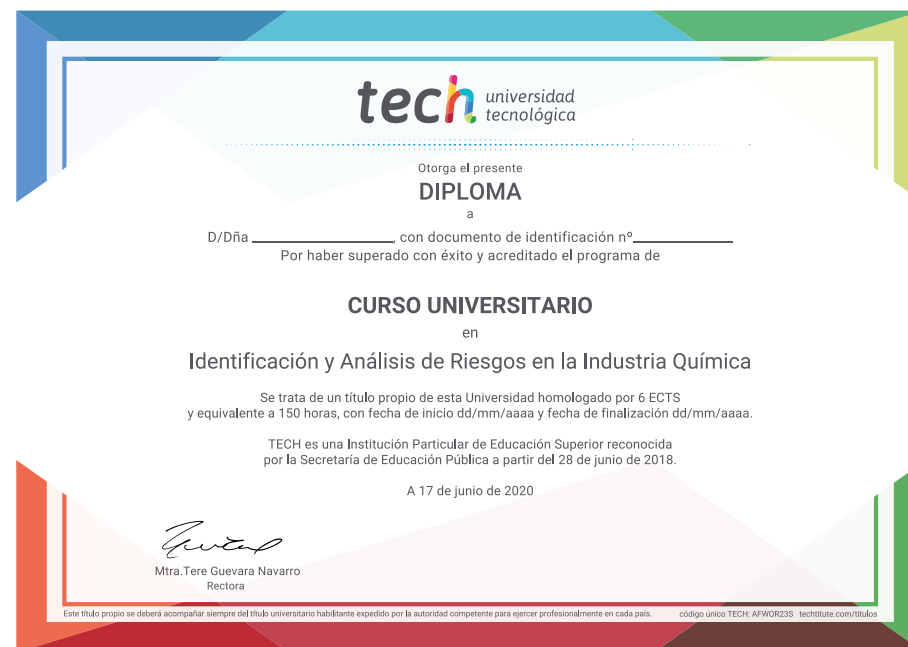 tech universidad
tecnológica
Otorga el presente
DIPLOMA
a
D/Dña ____________________, con documento de identificación nº______________
Por haber superado con éxito y acreditado el programa de
CURSO UNIVERSITARIO
en
Identificación y Análisis de Riesgos en la Industria Química
Se trata de un título propio de esta Universidad homologado por 6 ECTS
y equivalente a 150 horas, con fecha de inicio dd/mm/aaaa y fecha de finalización dd/mm/aaaa.
TECH es una Institución Particular de Educación Superior reconocida
por la Secretaría de Educación Pública a partir del 28 de junio de 2018.
A 17 de junio de 2020
Mtra.Tere Guevara Navarro
Rectora
Este título propio se deberá acompañar siempre del título universitario habilitante expedido por la autoridad competente para ejercer profesionalmente en cada país. código único TECH: AFWOR23S techtitute.com/titulos